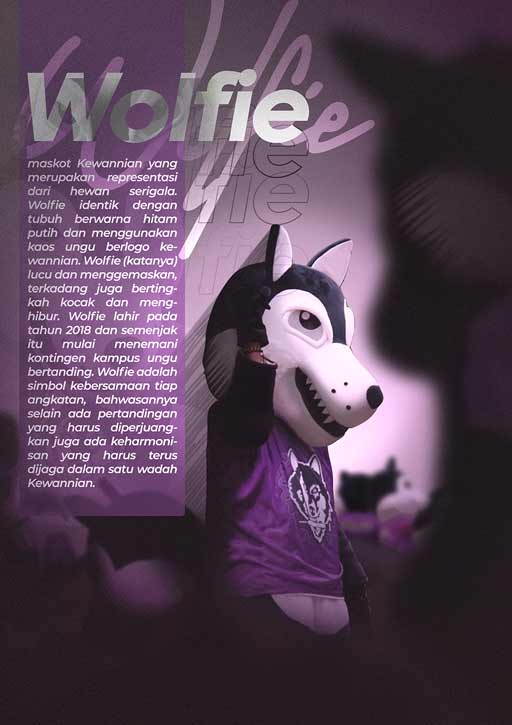 Wolfie
maskot Kewannian yang
merupakan representasi
dari hewan serigala.
Wolfie identik dengan
tubuh berwarna hitam
putih dan menggunakan
kaos ungu berlogo ke-
wannian. Wolfie (katanya)
lucu dan menggemaskan,
terkadang juga berting-
kah kocak dan meng-
hibur. Wolfie lahir pada
tahun 2018 dan semenjak
itu mulai menemani
kontingen kampus ungu
bertanding. Wolfie adalah
simbol kebersamaan tiap
angkatan, bahwasannya
selain ada pertandingan
yang harus diperjuang-
kan juga ada keharmoni-
san yang harus terus
dijaga dalam satu wadah
Kewannian.